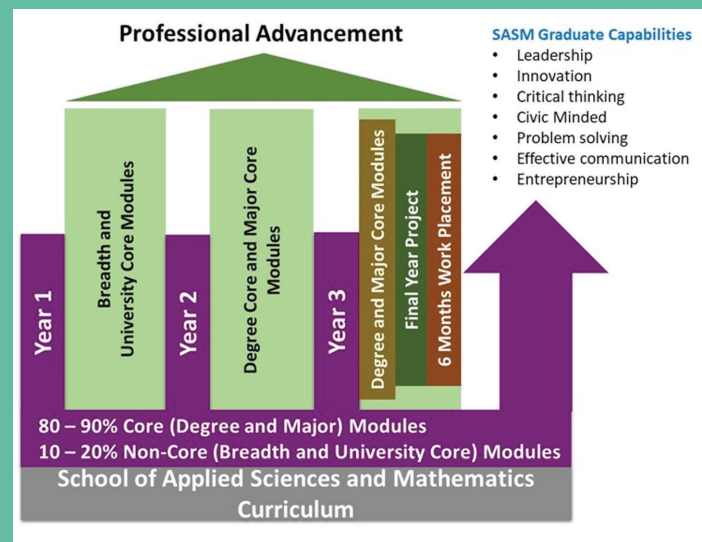 Professional Advancement
SASM Graduate Capabilities
• Leadership
• Innovation
• Critical thinking
• Civic Minded
• Problem solving
• Effective communication
• Entrepreneurship
Year 1
Breadth and
University Core Modules
Year 2
Degree Core and Major Core
Modules
Year 3
Degree and Major Core Modules
Final Year Project
6 Months Work Placement
80 – 90% Core (Degree and Major) Modules
10 – 20% Non-Core (Breadth and University Core) Modules
School of Applied Sciences and Mathematics
Curriculum